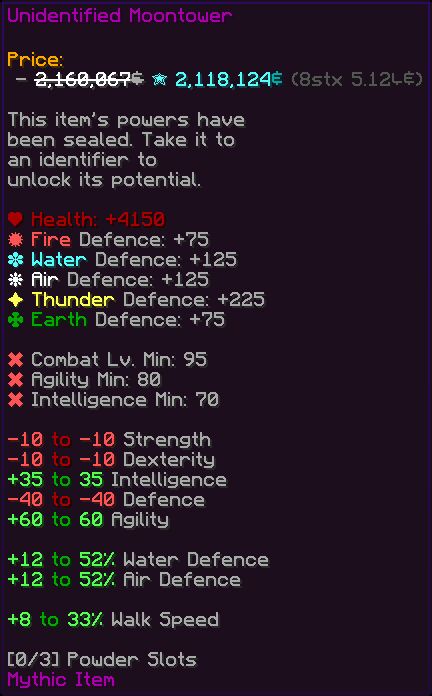 Unidentified Moontower
Price:
- 2,160,067 2,118,124 (8stx 5.12)
This item's powers have
been sealed. Take it to
an identifier to
unlock its potential.
❤ Health: +4150
✹ Fire Defence: +75
❉ Water Defence: +125
❋ Air Defence: +125
✦ Thunder Defence: +225
✤ Earth Defence: +75
✖ Combat Lv. Min: 95
✖ Agility Min: 80
✖ Intelligence Min: 70
-10 to -10 Strength
-10 to -10 Dexterity
+35 to 35 Intelligence
-40 to -40 Defence
+60 to 60 Agility
+12 to 52% Water Defence
+12 to 52% Air Defence
+8 to 33% Walk Speed
[0/3] Powder Slots
Mythic Item